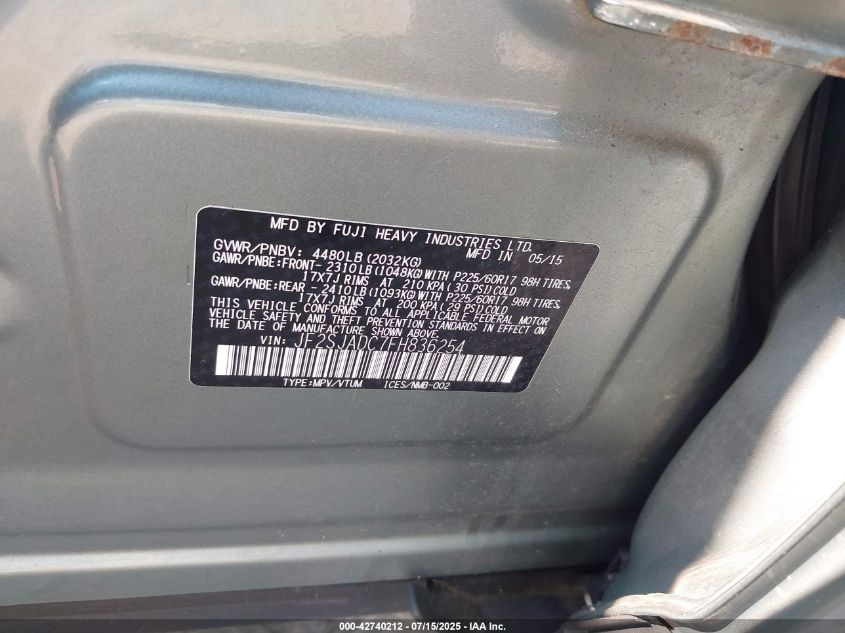 MFD BY FUJI HEAVY INDUSTRIES LTD.
GVWR/PNBV: 4480LB (2032KG) MFD IN 05/15
GAWR/PNBE:FRONT-2310LB (1048KG) WITH P225/60R17 98H TIRES,
17X7J RIMS AT 210 KPA (30 PSI) COLD
GAWR/PNBE:REAR -2410LB (1093KG) WITH P225/60R17 98H TIRES,
17X7J RIMS AT 200 KPA (29 PSI) COLD
THIS VEHICLE CONFORMS TO ALL APPLICABLE FEDERAL MOTOR
VEHICLE SAFETY AND THEFT PREVENTION STANDARDS IN EFFECT ON
THE DATE OF MANUFACTURE SHOWN ABOVE.
VIN: JF2SJADC7FH836254
TYPE:MPV/VTUM ICES/NMB-002
000-42740212 - 07/15/2025 - IAA Inc.